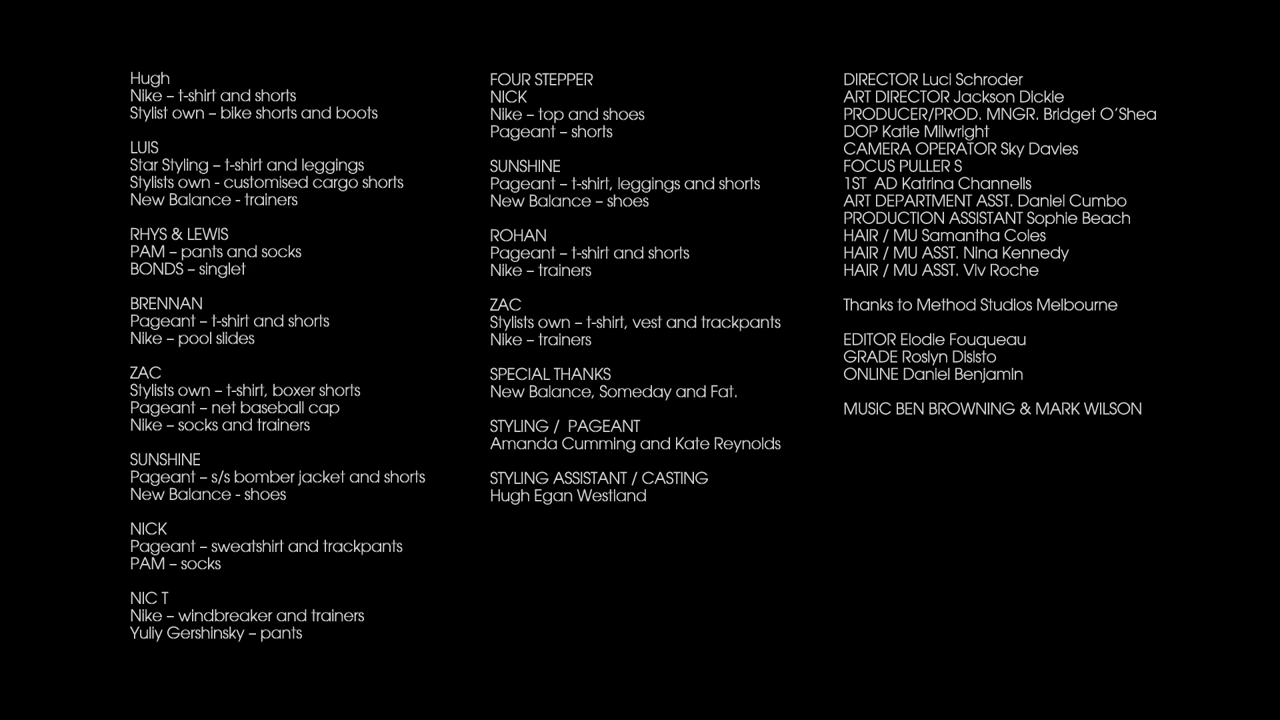 Hugh
Nike – t-shirt and shorts
Stylist own – bike shorts and boots
LUIS
Star Styling – t-shirt and leggings
Stylists own - customised cargo shorts
New Balance - trainers
RHYS & LEWIS
PAM – pants and socks
BONDS – singlet
BRENNAN
Pageant – t-shirt and shorts
Nike – pool slides
ZAC
Stylists own – t-shirt, boxer shorts
Pageant – net baseball cap
Nike – socks and trainers
SUNSHINE
Pageant – s/s bomber jacket and shorts
New Balance - shoes
NICK
Pageant – sweatshirt and trackpants
PAM – socks
NIC T
Nike – windbreaker and trainers
Yuliy Gershinsky – pants
FOUR STEPPER
NICK
Nike – top and shoes
Pageant – shorts
SUNSHINE
Pageant – t-shirt, leggings and shorts
New Balance – shoes
ROHAN
Pageant – t-shirt and shorts
Nike – trainers
ZAC
Stylists own – t-shirt, vest and trackpants
Nike – trainers
SPECIAL THANKS
New Balance, Someday and Fat.
STYLING / PAGEANT
Amanda Cumming and Kate Reynolds
STYLING ASSISTANT / CASTING
Hugh Egan Westland
DIRECTOR Luci Schroder
ART DIRECTOR Jackson Dickie
PRODUCER/PROD. MNGR. Bridget O'Shea
DOP Katie Milwright
CAMERA OPERATOR Sky Davies
FOCUS PULLER S
1ST AD Katrina Channells
ART DEPARTMENT ASST. Daniel Cumbo
PRODUCTION ASSISTANT Sophie Beach
HAIR / MU Samantha Coles
HAIR / MU ASST. Nina Kennedy
HAIR / MU ASST. Viv Roche
Thanks to Method Studios Melbourne
EDITOR Elodie Fouqueau
GRADE Roslyn Disisto
ONLINE Daniel Benjamin
MUSIC BEN BROWNING & MARK WILSON